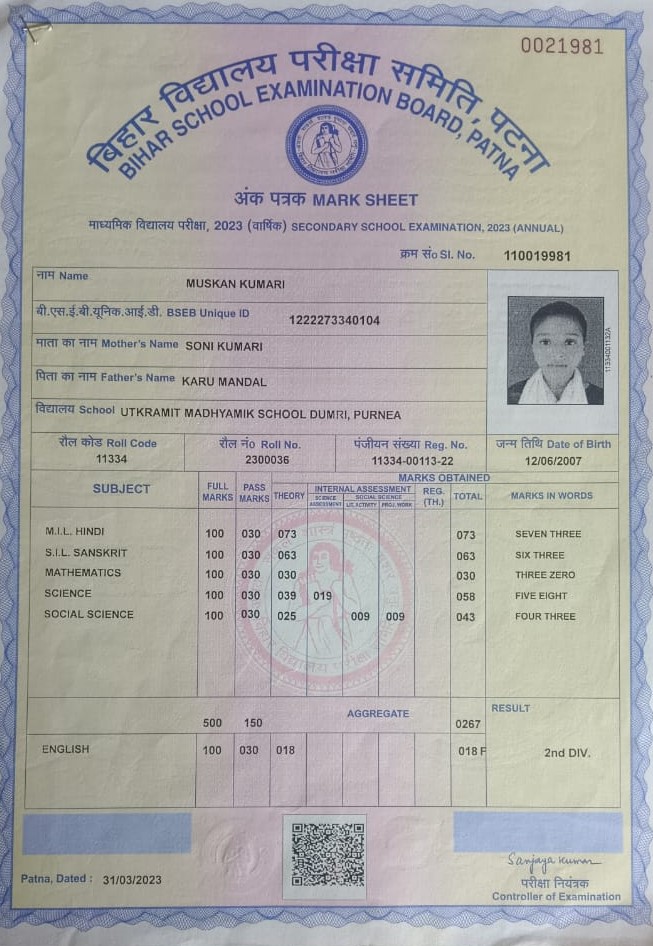 0021981
बिहार विद्यालय परीक्षा समिति, पटना
BIHAR SCHOOL EXAMINATION BOARD, PATNA
अंक पत्रक MARK SHEET
माध्यमिक विद्यालय परीक्षा, 2023 (वार्षिक) SECONDARY SCHOOL EXAMINATION, 2023 (ANNUAL)
क्रम सं० Sl. No. 110019981
नाम Name MUSKAN KUMARI
बी.एस.ई.बी.यूनिक.आई.डी. BSEB Unique ID 1222273340104
माता का नाम Mother's Name SONI KUMARI
पिता का नाम Father's Name KARU MANDAL
विद्यालय School UTKRAMIT MADHYAMIK SCHOOL DUMRI, PURNEA
113340011132A
रौल कोड Roll Code रौल नं० Roll No. पंजीयन संख्या Reg. No. जन्म तिथि Date of Birth
11334 2300036 11334-00113-22 12/06/2007
SUBJECT FULL MARKS PASS MARKS MARKS OBTAINED MARKS IN WORDS
THEORY INTERNAL ASSESSMENT REG. (TH.) TOTAL
SCIENCE ASSESSMENT SOCIAL SCIENCE
LIT. ACTIVITY PROJ. WORK
M.I.L. HINDI 100 030 073 073 SEVEN THREE
S.I.L. SANSKRIT 100 030 063 063 SIX THREE
MATHEMATICS 100 030 030 030 THREE ZERO
SCIENCE 100 030 039 019 058 FIVE EIGHT
SOCIAL SCIENCE 100 030 025 009 009 043 FOUR THREE
500 150 AGGREGATE 0267 RESULT
ENGLISH 100 030 018 018 F 2nd DIV.
Patna, Dated : 31/03/2023
Sanjaya Kumar
परीक्षा नियंत्रक
Controller of Examination